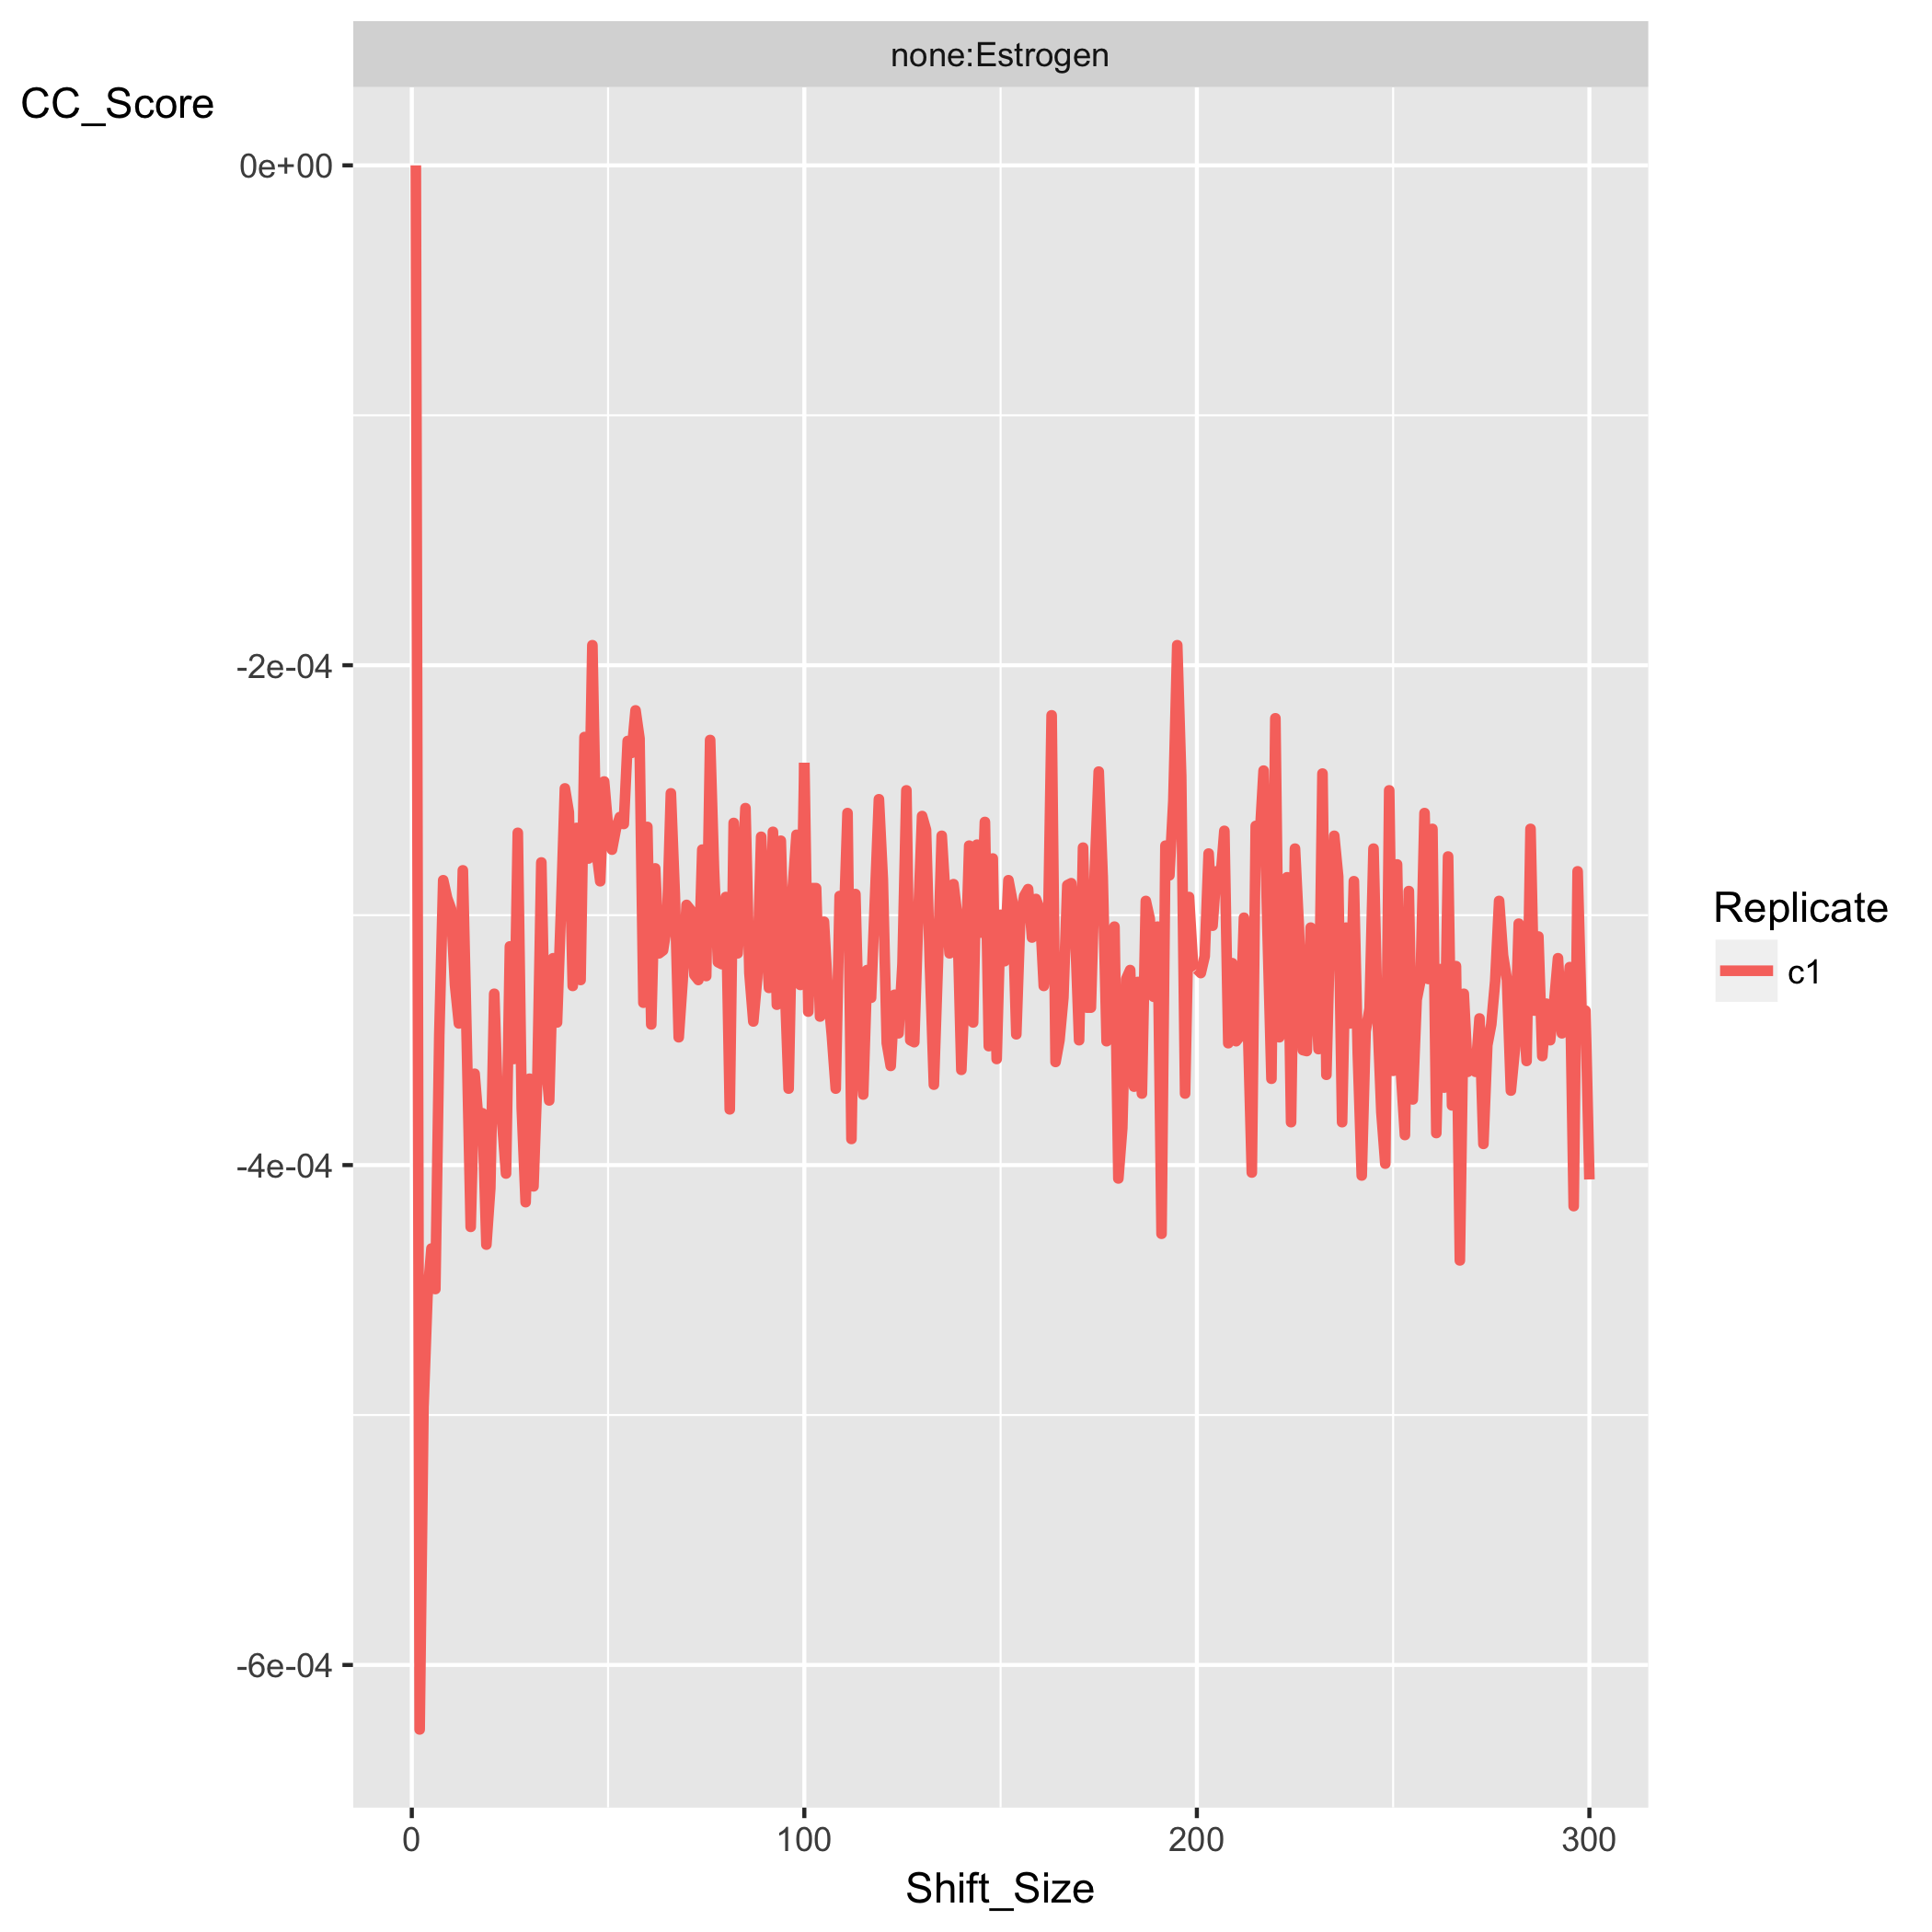 none:Estrogen
CC_Score
0e+00
-2e-04
-4e-04
-6e-04
0
100
200
300
Shift_Size
Replicate
c1